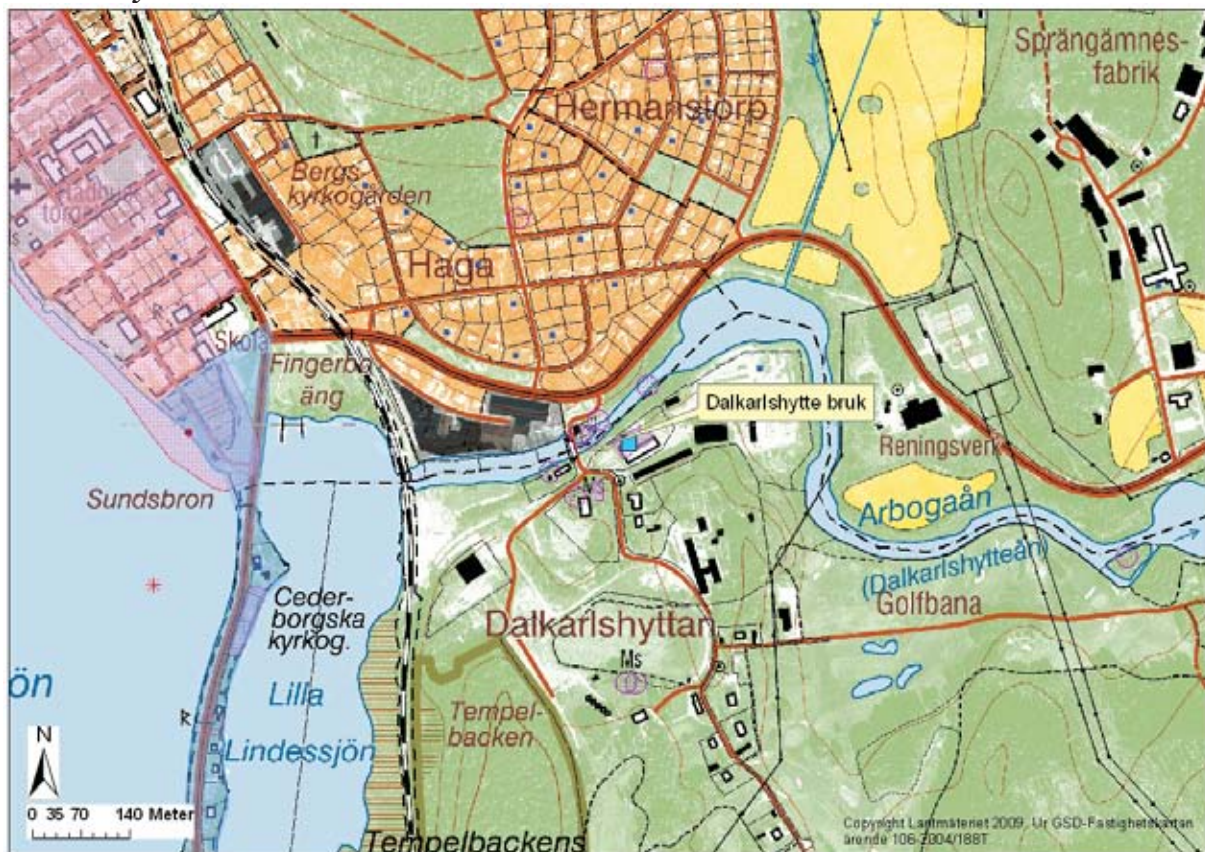 Sprängämnes-
fabrik
Hermanstorp
Bergs
kyrkogården
Haga
Skola
Fingerbo
äng
Dalkarlshytte bruk
Reningsverk
Sundsbron
Arbogaån
(Dalkarlshytteån)
Golfbana
Ceder-
borgska
kyrkog.
Dalkarlshyttan
Ms
ön
Lilla
Lindessjön
Tempel-
backen
R
N
0 35 70 140 Meter
Tempelbackens
Copyright Lantmäteriet 2009. Ur GSD-Fastighetskartan
ärende 106-2004/188T